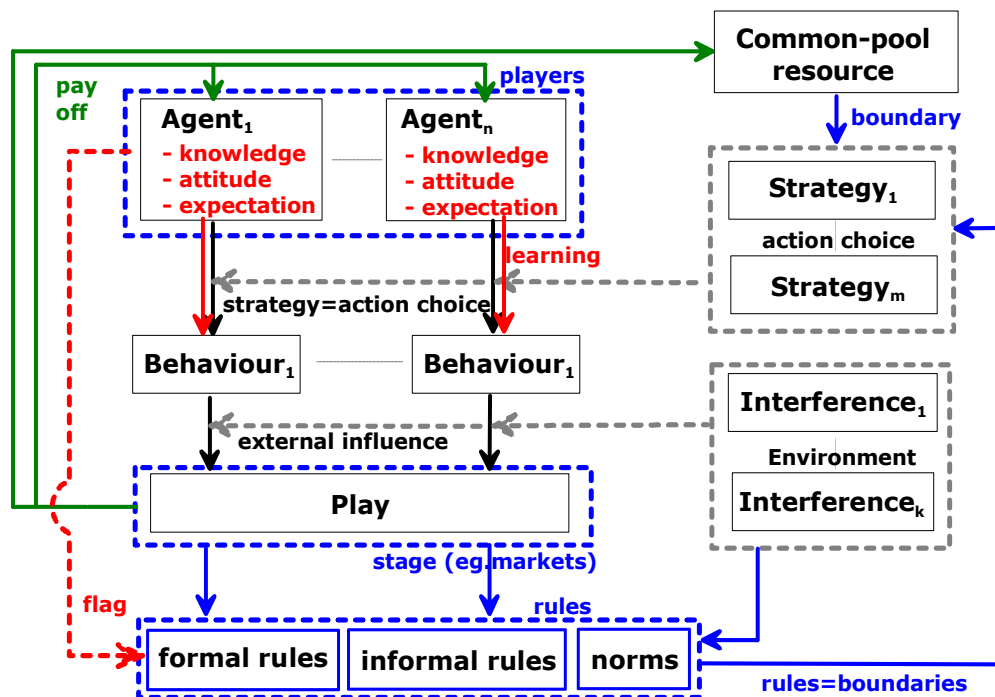 Common-pool
resource
players
pay
off
boundary
Agent₁
- knowledge
- attitude
- expectation
Agentₙ
- knowledge
- attitude
- expectation
Strategy₁
action choice
Strategyₘ
learning
strategy=action choice
Behaviour₁
Behaviour₁
Interference₁
Environment
Interferenceₖ
external influence
Play
stage (eg.markets)
flag
rules
formal rules
informal rules
norms
rules=boundaries